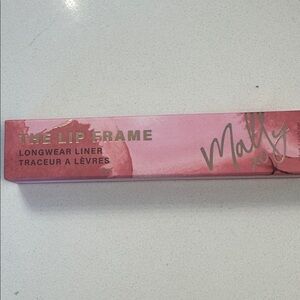 THE LIP FRAME
LONGWEAR LINER
TRACEUR A LÈVRES
Mally